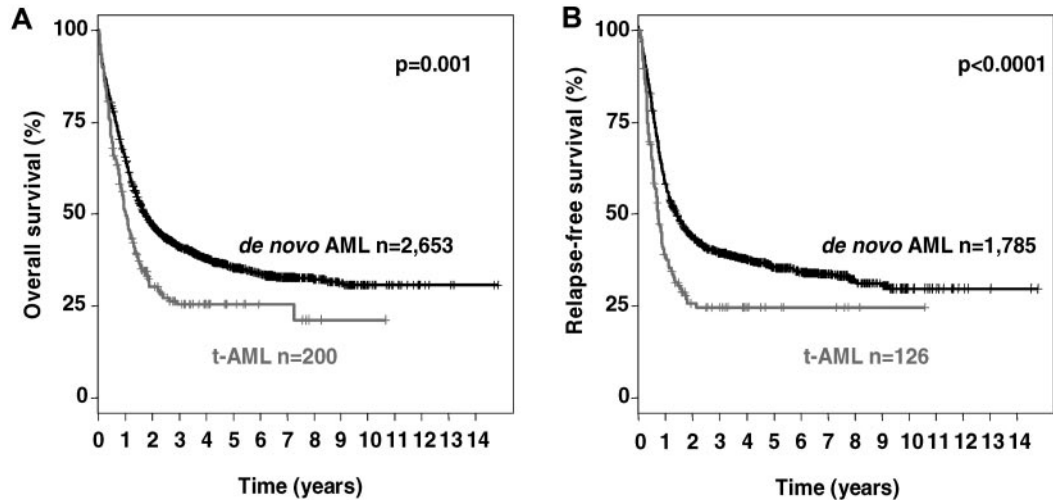 A
Overall survival (%)
100
75
50
25
0
p=0.001
de novo AML n=2,653
t-AML n=200
0 1 2 3 4 5 6 7 8 9 10 11 12 13 14
Time (years)
B
Relapse-free survival (%)
100
75
50
25
0
p<0.0001
de novo AML n=1,785
t-AML n=126
0 1 2 3 4 5 6 7 8 9 10 11 12 13 14
Time (years)